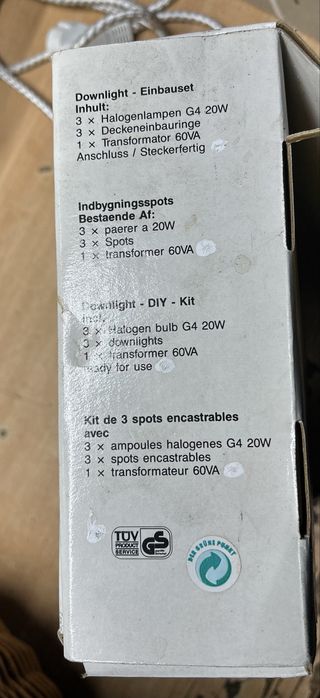 Downlight - Einbauset
Inhult:
3 x Halogenlampen G4 20W
3 x Deckeneinbauringe
1 x Transformator 60VA
Anschluss / Steckerfertig
Indbygningsspots
Bestaende Af:
3 x paerer a 20W
3 x Spots
1 x transformer 60VA
Downlight - DIY - Kit
incl.
3 x Halogen bulb G4 20W
3 x downlights
1 x transformer 60VA
ready for use
Kit de 3 spots encastrables
avec
3 x ampoules halogenes G4 20W
3 x spots encastrables
1 x transformateur 60VA
TÜV
PRODUCT
SERVICE
GS
DER GRÜNE PUNKT